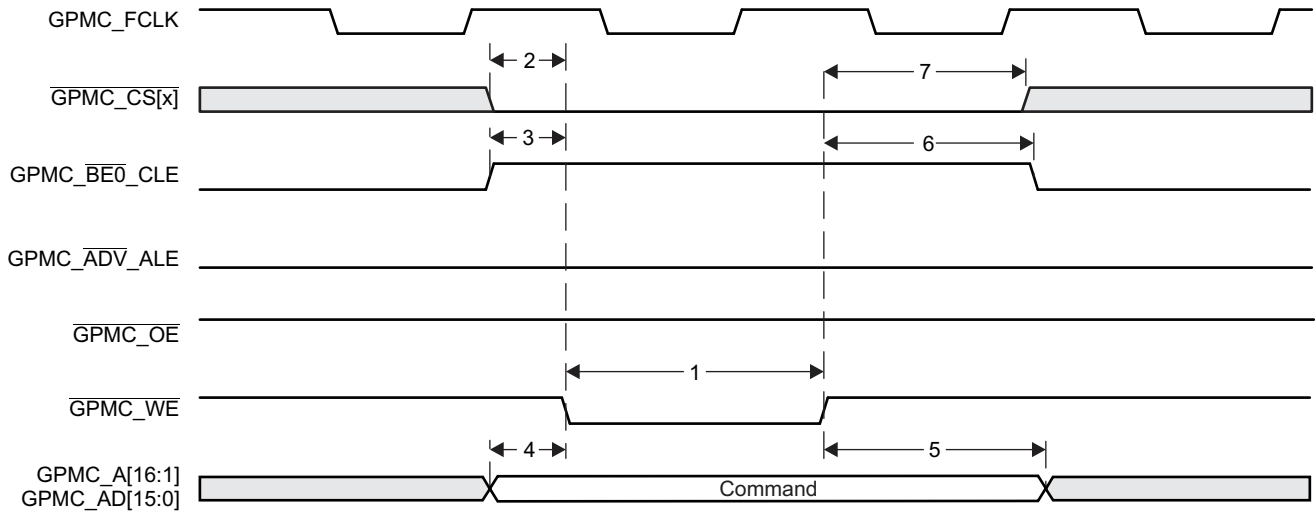 GPMC_FCLK
2
7
GPMC_CS[x]
3
6
GPMC_BE0_CLE
GPMC_ADV_ALE
GPMC_OE
1
GPMC_WE
4
5
GPMC_A[16:1]
GPMC_AD[15:0]
Command